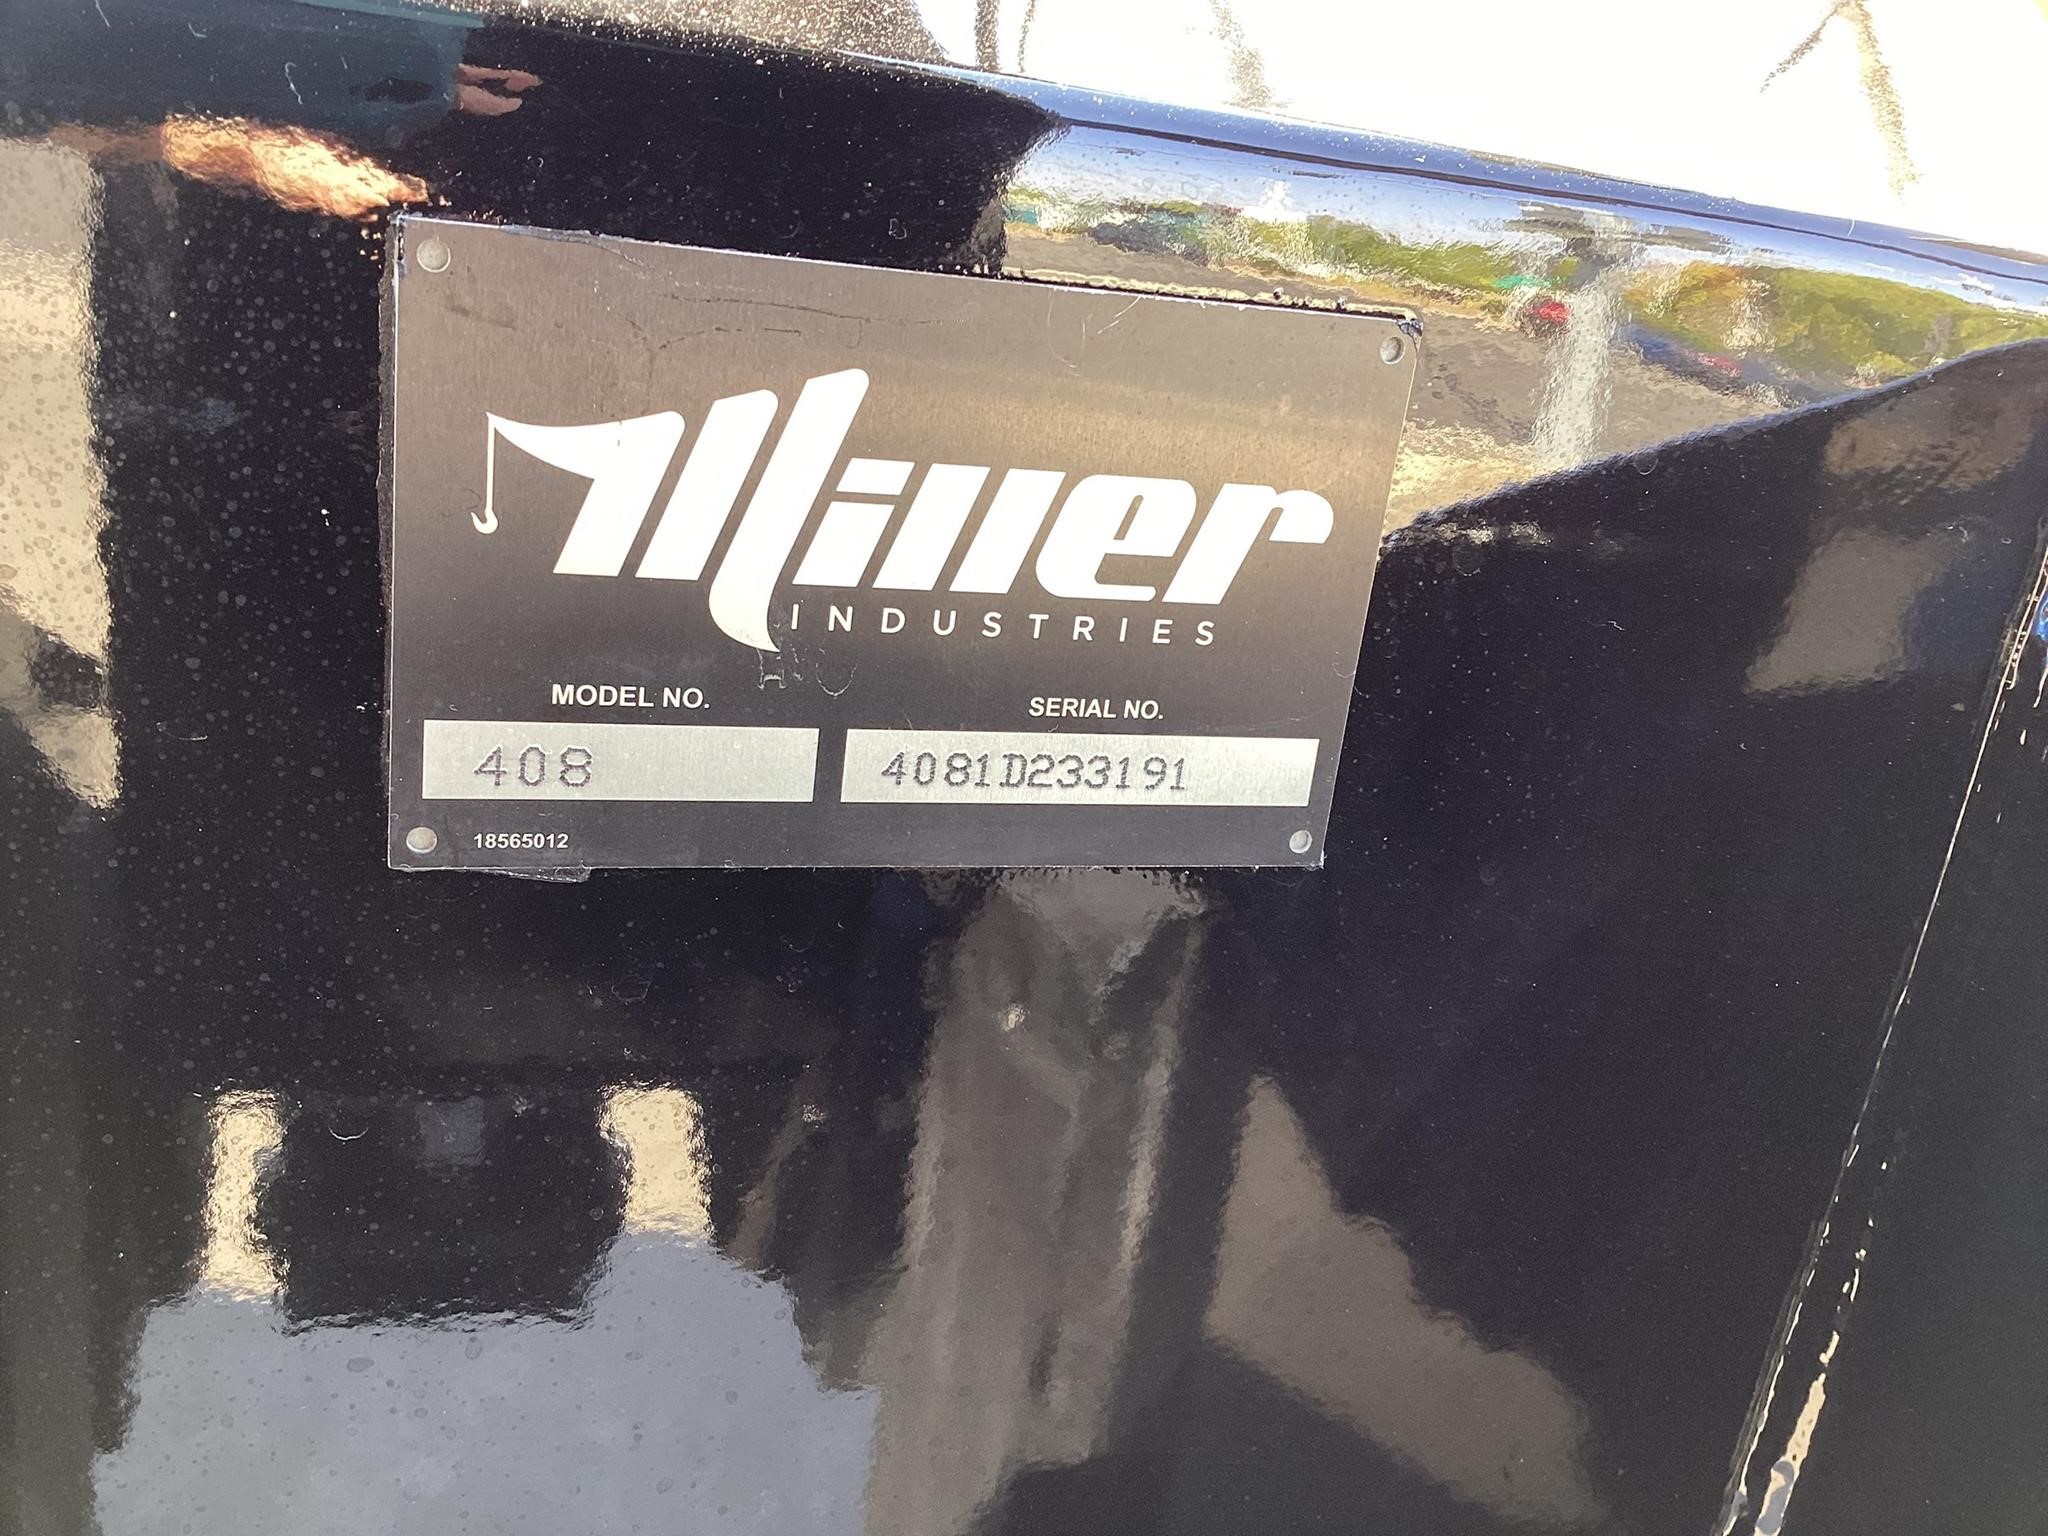 Miller
INDUSTRIES
MODEL NO.
SERIAL NO.
408
4081D233191
18565012